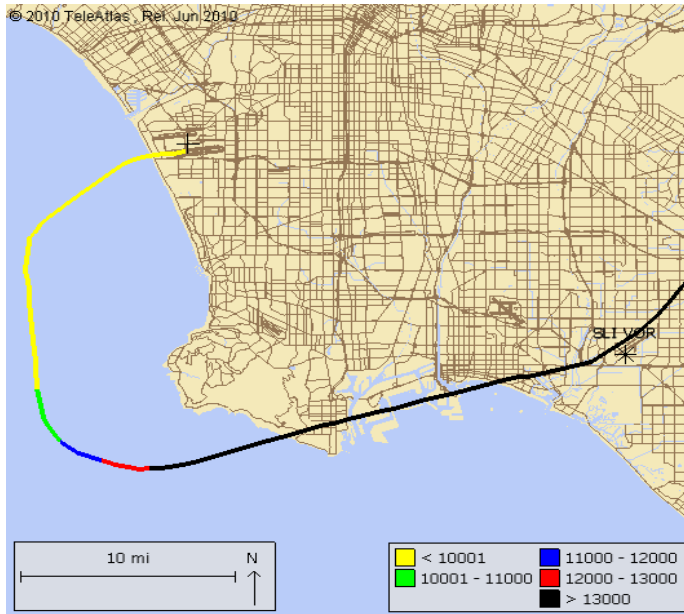 © 2010 TeleAtlas . Rel. Jun 2010
SLI VOR
10 mi
N
< 10001
11000 - 12000
10001 - 11000
12000 - 13000
> 13000